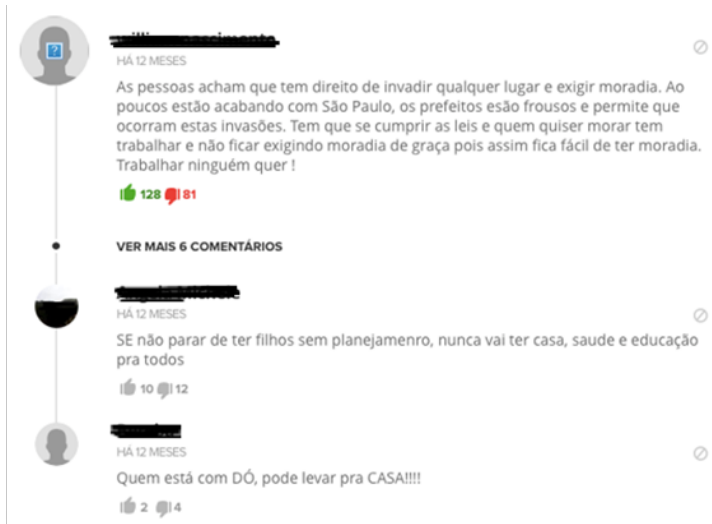 HÁ 12 MESES
As pessoas acham que tem direito de invadir qualquer lugar e exigir moradia. Ao
poucos estão acabando com São Paulo, os prefeitos esão frousos e permite que
ocorram estas invasões. Tem que se cumprir as leis e quem quiser morar tem
trabalhar e não ficar exigindo moradia de graça pois assim fica fácil de ter moradia.
Trabalhar ninguém quer !
128 81
VER MAIS 6 COMENTÁRIOS
HÁ 12 MESES
SE não parar de ter filhos sem planejamenro, nunca vai ter casa, saude e educação
pra todos
10 12
HÁ 12 MESES
Quem está com DÓ, pode levar pra CASA!!!!
2 4